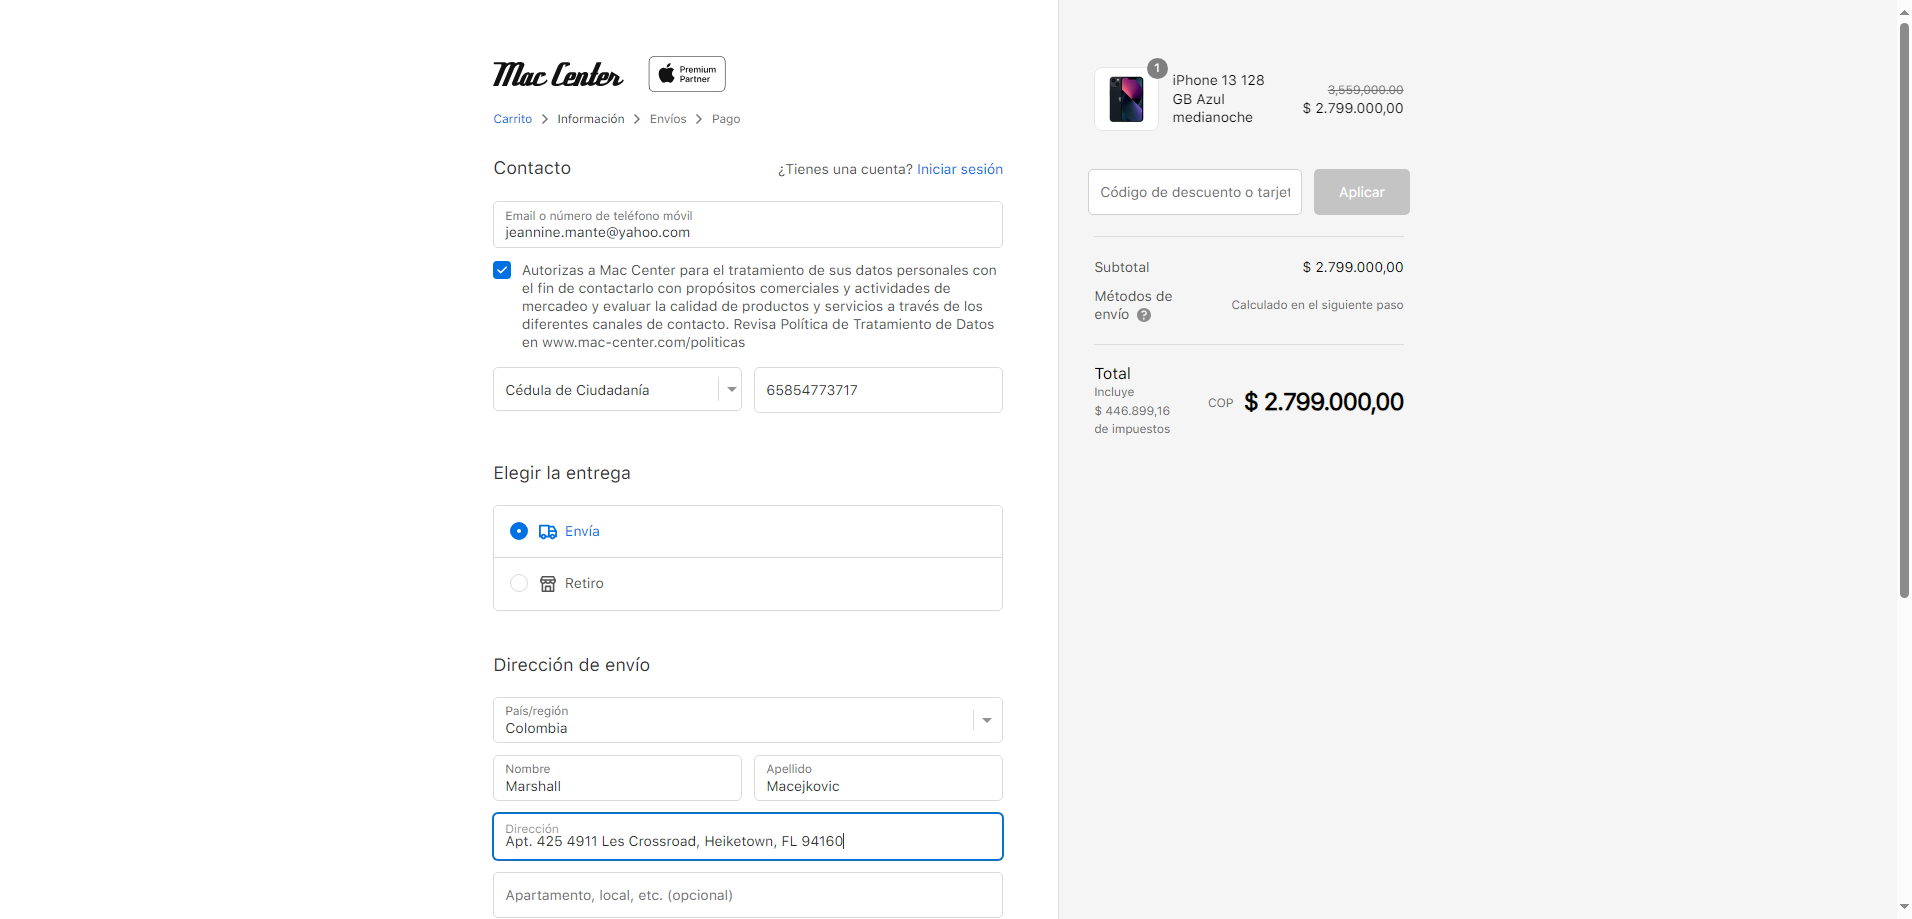 Mac Center
Premium
Partner
Carrito
Información
Envíos
Pago
Contacto
¿Tienes una cuenta? Iniciar sesión
Email o número de teléfono móvil
jeannine.mante@yahoo.com
Autorizas a Mac Center para el tratamiento de sus datos personales con
el fin de contactarlo con propósitos comerciales y actividades de
mercadeo y evaluar la calidad de productos y servicios a través de los
diferentes canales de contacto. Revisa Política de Tratamiento de Datos
en www.mac-center.com/politicas
Cédula de Ciudadanía
65854773717
Elegir la entrega
Envía
Retiro
Dirección de envío
País/región
Colombia
Nombre
Marshall
Apellido
Macejkovic
Dirección
Apt. 425 4911 Les Crossroad, Heiketown, FL 94160
Apartamento, local, etc. (opcional)
1
iPhone 13 128
GB Azul
medianoche
3,559,000.00
$ 2.799.000,00
Código de descuento o tarjet
Aplicar
Subtotal
$ 2.799.000,00
Métodos de
envío
?
Calculado en el siguiente paso
Total
Incluye
$ 446.899,16
de impuestos
COP
$ 2.799.000,00